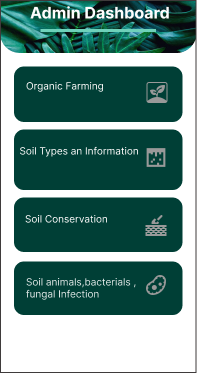 Admin Dashboard
Organic Farming
Soil Types an Information
Soil Conservation
Soil animals,bacterials ,
fungal Infection